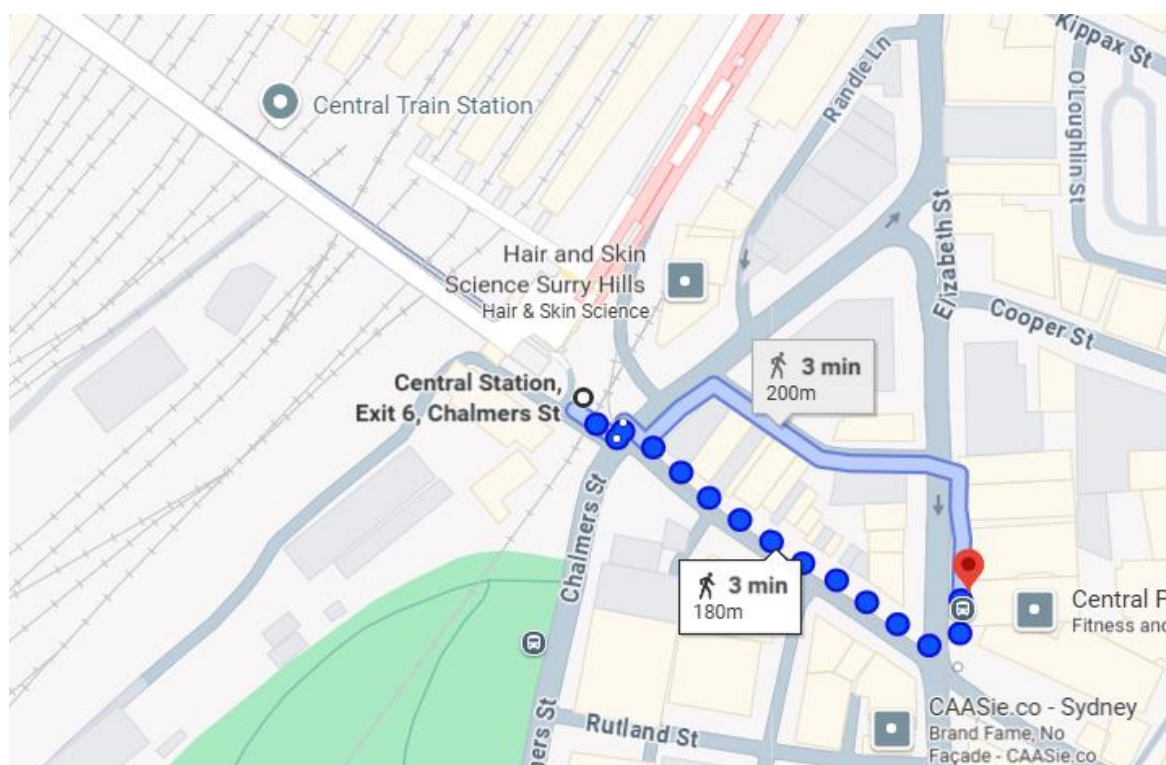 Kippax St
Randle Ln
O'Loughlin St
Central Train Station
Elizabeth St
Hair and Skin
Science Surry Hills
Hair & Skin Science
Cooper St
3 min
200m
Central Station,
Exit 6, Chalmers St
Chalmers St
3 min
180m
Central
Fitness and
CAASie.co - Sydney
Brand Fame, No
Façade - CAASie.co
Rutland St
mers St